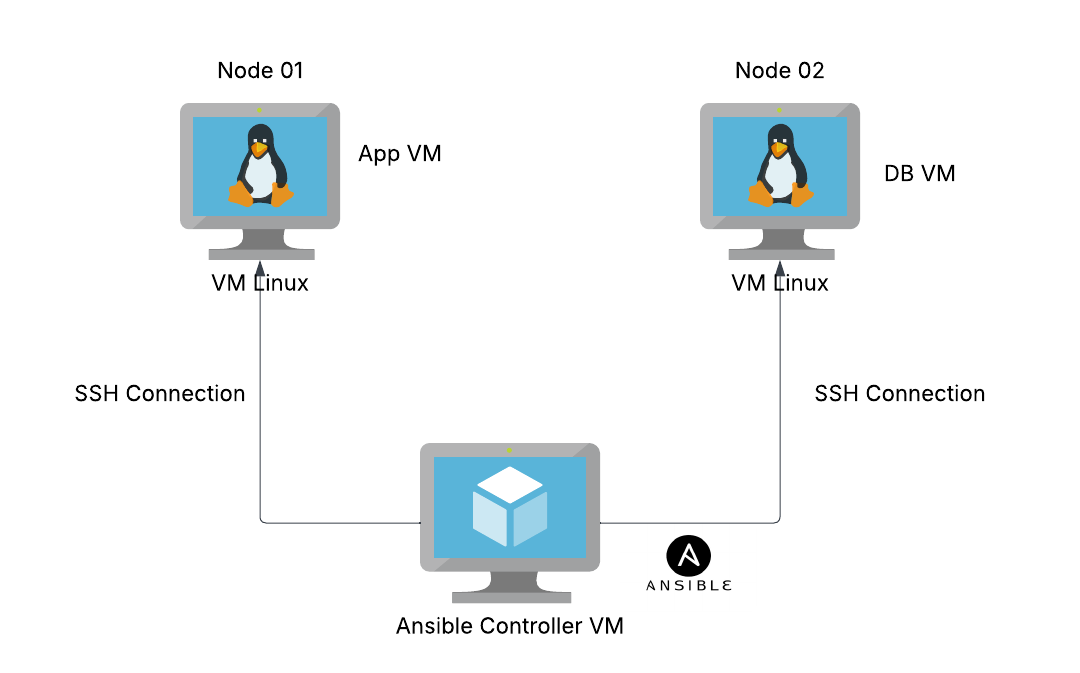 Node 01
Node 02
App VM
DB VM
VM Linux
VM Linux
SSH Connection
SSH Connection
ANSIBLE
Ansible Controller VM